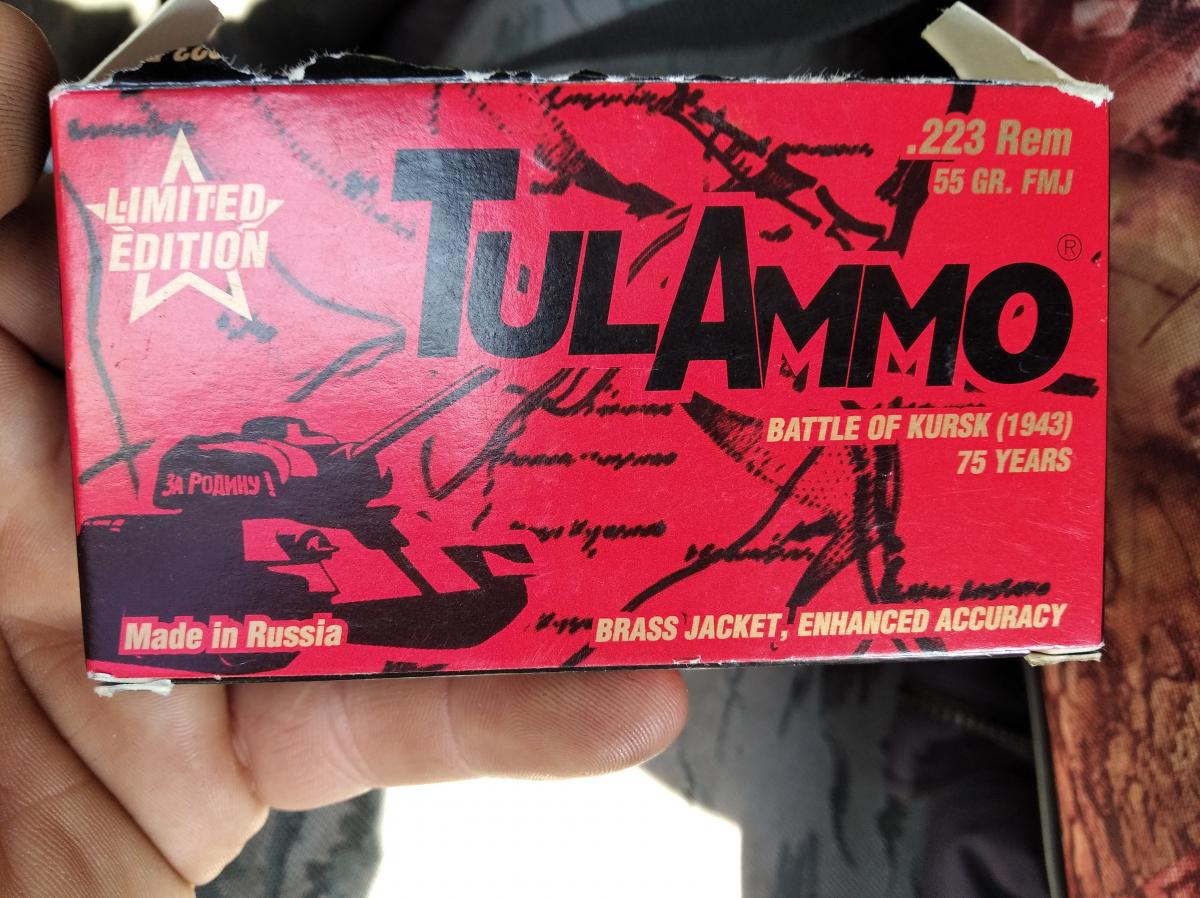 LIMITED
EDITION
.223 Rem
55 GR. FMJ
TULAMMO®
BATTLE OF KURSK (1943)
75 YEARS
ЗА РОДИНУ!
Made in Russia
BRASS JACKET, ENHANCED ACCURACY